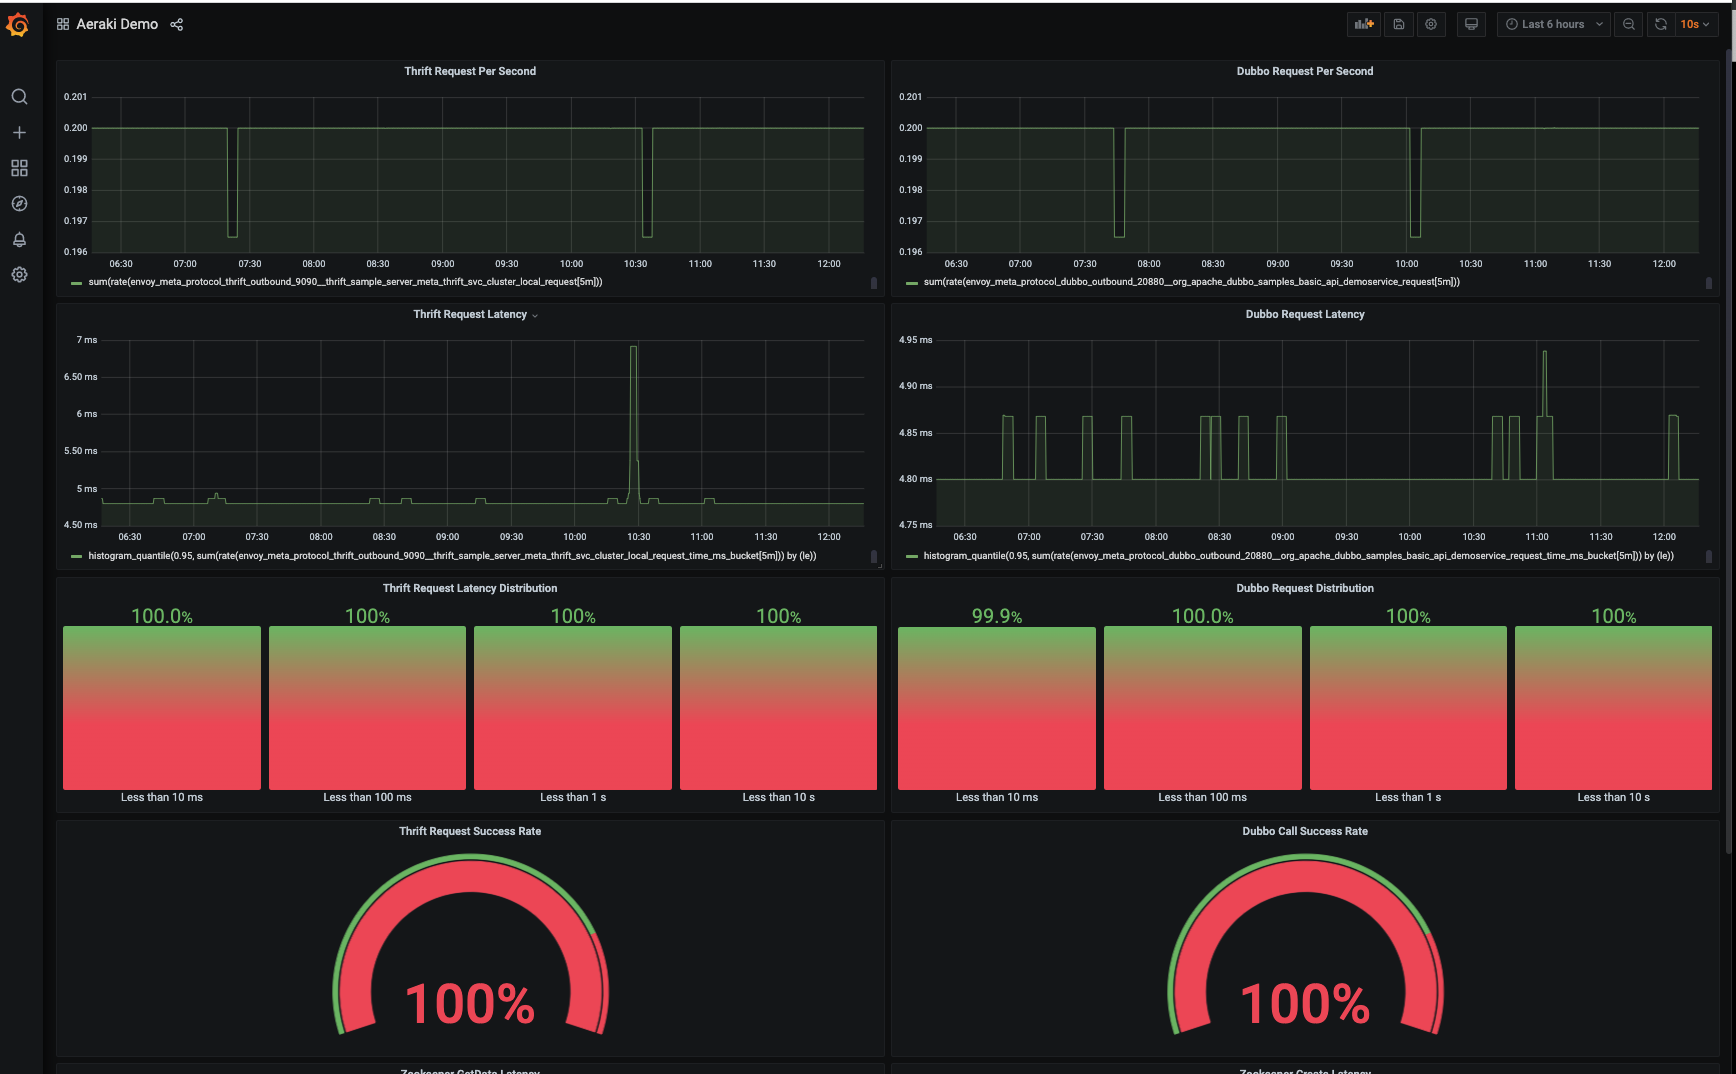 Aeraki Demo
Last 6 hours
10s
Thrift Request Per Second
0.201
0.200
0.199
0.198
0.197
0.196
06:30 07:00 07:30 08:00 08:30 09:00 09:30 10:00 10:30 11:00 11:30 12:00
sum(rate(envoy_meta_protocol_thrift_outbound_9090__thrift_sample_server_meta_thrift_svc_cluster_local_request[5m]))
Dubbo Request Per Second
0.201
0.200
0.199
0.198
0.197
0.196
06:30 07:00 07:30 08:00 08:30 09:00 09:30 10:00 10:30 11:00 11:30 12:00
sum(rate(envoy_meta_protocol_dubbo_outbound_20880__org_apache_dubbo_samples_basic_api_demoservice_request[5m]))
Thrift Request Latency
7 ms
6.50 ms
6 ms
5.50 ms
5 ms
4.50 ms
06:30 07:00 07:30 08:00 08:30 09:00 09:30 10:00 10:30 11:00 11:30 12:00
histogram_quantile(0.95, sum(rate(envoy_meta_protocol_thrift_outbound_9090__thrift_sample_server_meta_thrift_svc_cluster_local_request_time_ms_bucket[5m])) by (le))
Dubbo Request Latency
4.95 ms
4.90 ms
4.85 ms
4.80 ms
4.75 ms
06:30 07:00 07:30 08:00 08:30 09:00 09:30 10:00 10:30 11:00 11:30 12:00
histogram_quantile(0.95, sum(rate(envoy_meta_protocol_dubbo_outbound_20880__org_apache_dubbo_samples_basic_api_demoservice_request_time_ms_bucket[5m])) by (le))
Thrift Request Latency Distribution
100.0% 100% 100% 100%
Less than 10 ms Less than 100 ms Less than 1 s Less than 10 s
Dubbo Request Distribution
99.9% 100.0% 100% 100%
Less than 10 ms Less than 100 ms Less than 1 s Less than 10 s
Thrift Request Success Rate
100%
Dubbo Call Success Rate
100%
Zookeeper GetData Latency
Zookeeper Create Latency